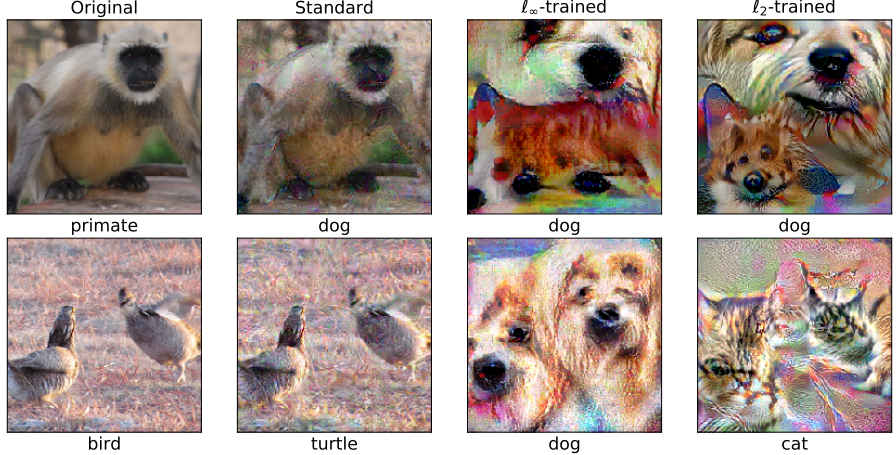 Original Standard ℓ∞-trained ℓ2-trained
primate dog dog dog
bird turtle dog cat